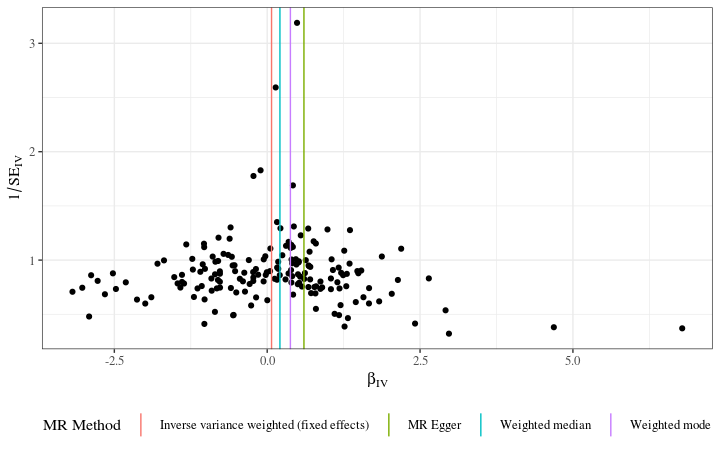 3
2
1
1/SE_IV
-2.5 0.0 2.5 5.0
β_IV
MR Method Inverse variance weighted (fixed effects) MR Egger Weighted median Weighted mode